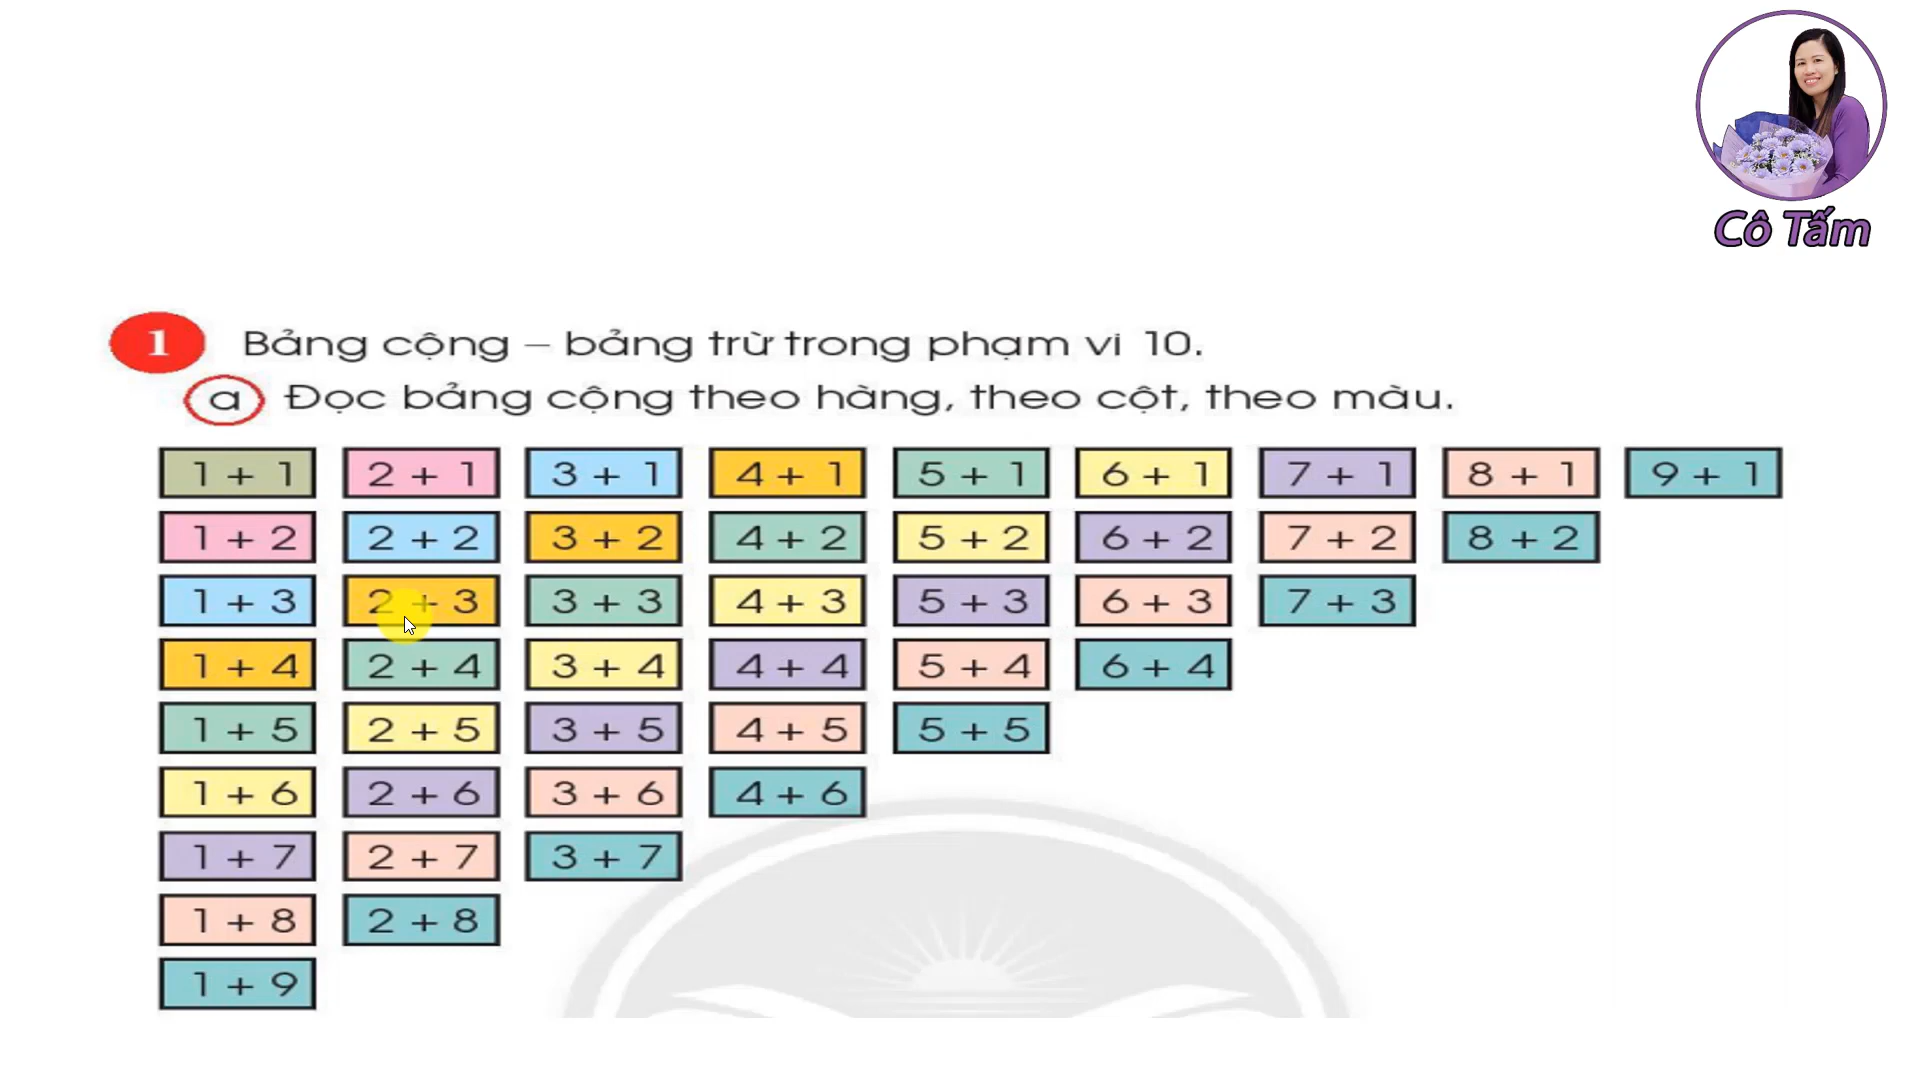 Cô Tấm
1 Bảng cộng – bảng trừ trong phạm vi 10.
a Đọc bảng cộng theo hàng, theo cột, theo màu.
1 + 1 2 + 1 3 + 1 4 + 1 5 + 1 6 + 1 7 + 1 8 + 1 9 + 1
1 + 2 2 + 2 3 + 2 4 + 2 5 + 2 6 + 2 7 + 2 8 + 2
1 + 3 2 + 3 3 + 3 4 + 3 5 + 3 6 + 3 7 + 3
1 + 4 2 + 4 3 + 4 4 + 4 5 + 4 6 + 4
1 + 5 2 + 5 3 + 5 4 + 5 5 + 5
1 + 6 2 + 6 3 + 6 4 + 6
1 + 7 2 + 7 3 + 7
1 + 8 2 + 8
1 + 9